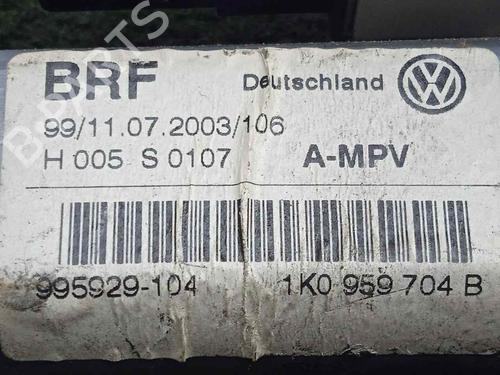 BRF Deutschland
99/11.07.2003/106
H 005 S 0107 A-MPV
995929-104 1K0 959 704 B